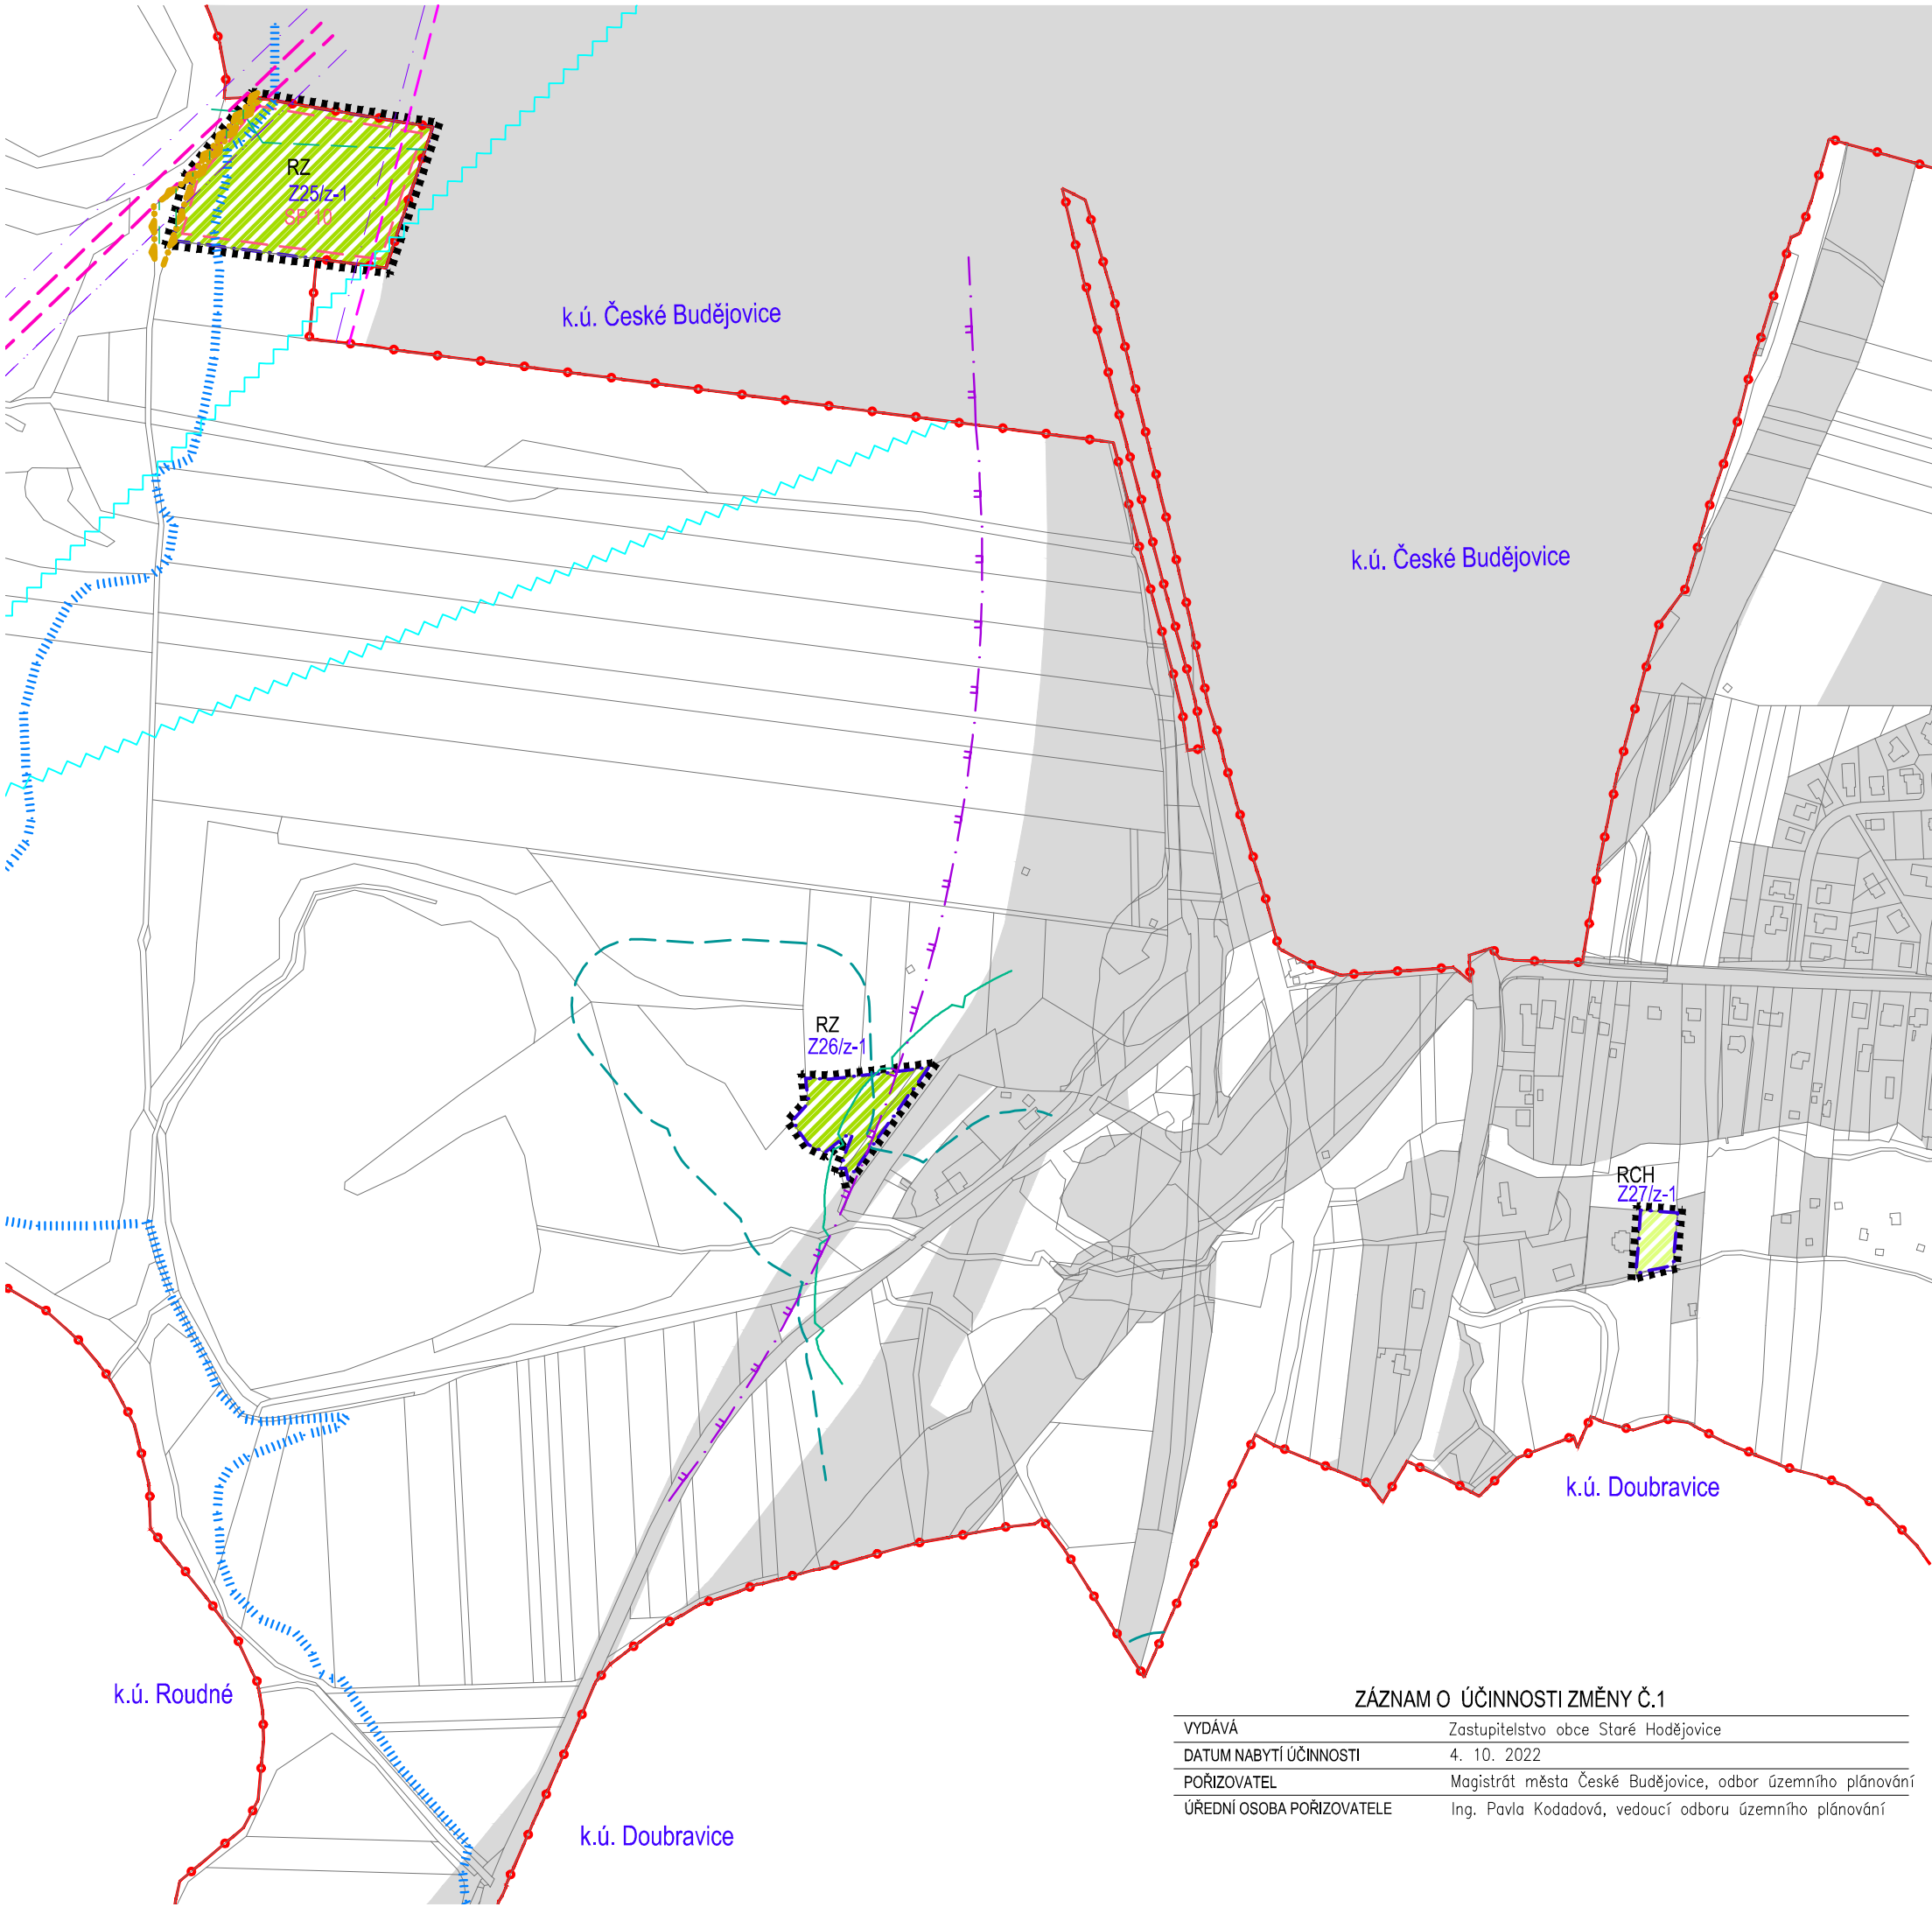 RZ
Z25/z-1
SP 10
k.ú. České Budějovice
k.ú. České Budějovice
RZ
Z26/z-1
RCH
Z27/z-1
k.ú. Doubravice
k.ú. Roudné
k.ú. Doubravice
ZÁZNAM O ÚČINNOSTI ZMĚNY Č.1
VYDÁVÁ Zastupitelstvo obce Staré Hodějovice
DATUM NABYTÍ ÚČINNOSTI 4. 10. 2022
POŘIZOVATEL Magistrát města České Budějovice, odbor územního plánování
ÚŘEDNÍ OSOBA POŘIZOVATELE Ing. Pavla Kodadová, vedoucí odboru územního plánování